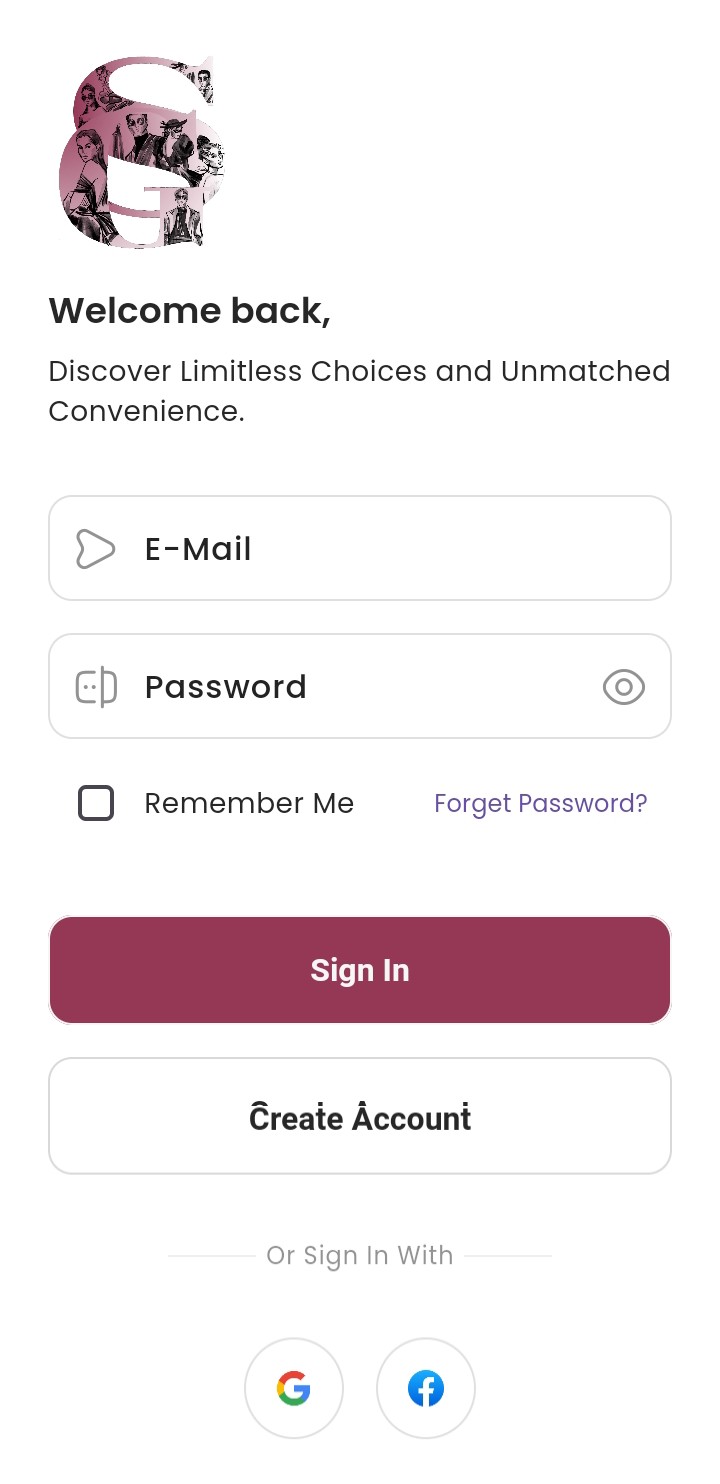 Welcome back,
Discover Limitless Choices and Unmatched
Convenience.
E-Mail
Password
Remember Me
Forget Password?
Sign In
Create Account
Or Sign In With